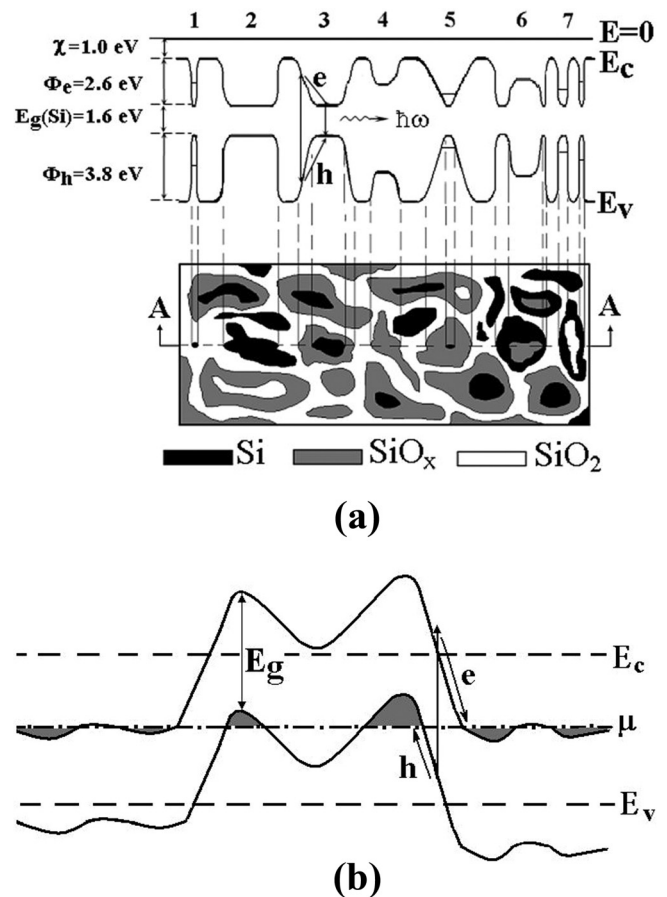 1 2 3 4 5 6 7
E=0
χ=1.0 eV
Ec
Φe=2.6 eV
e
Eg(Si)=1.6 eV
ħω
h
Φh=3.8 eV
Ev
A A
Si SiOx SiO2
(a)
Eg
Ec
e
μ
h
Ev
(b)